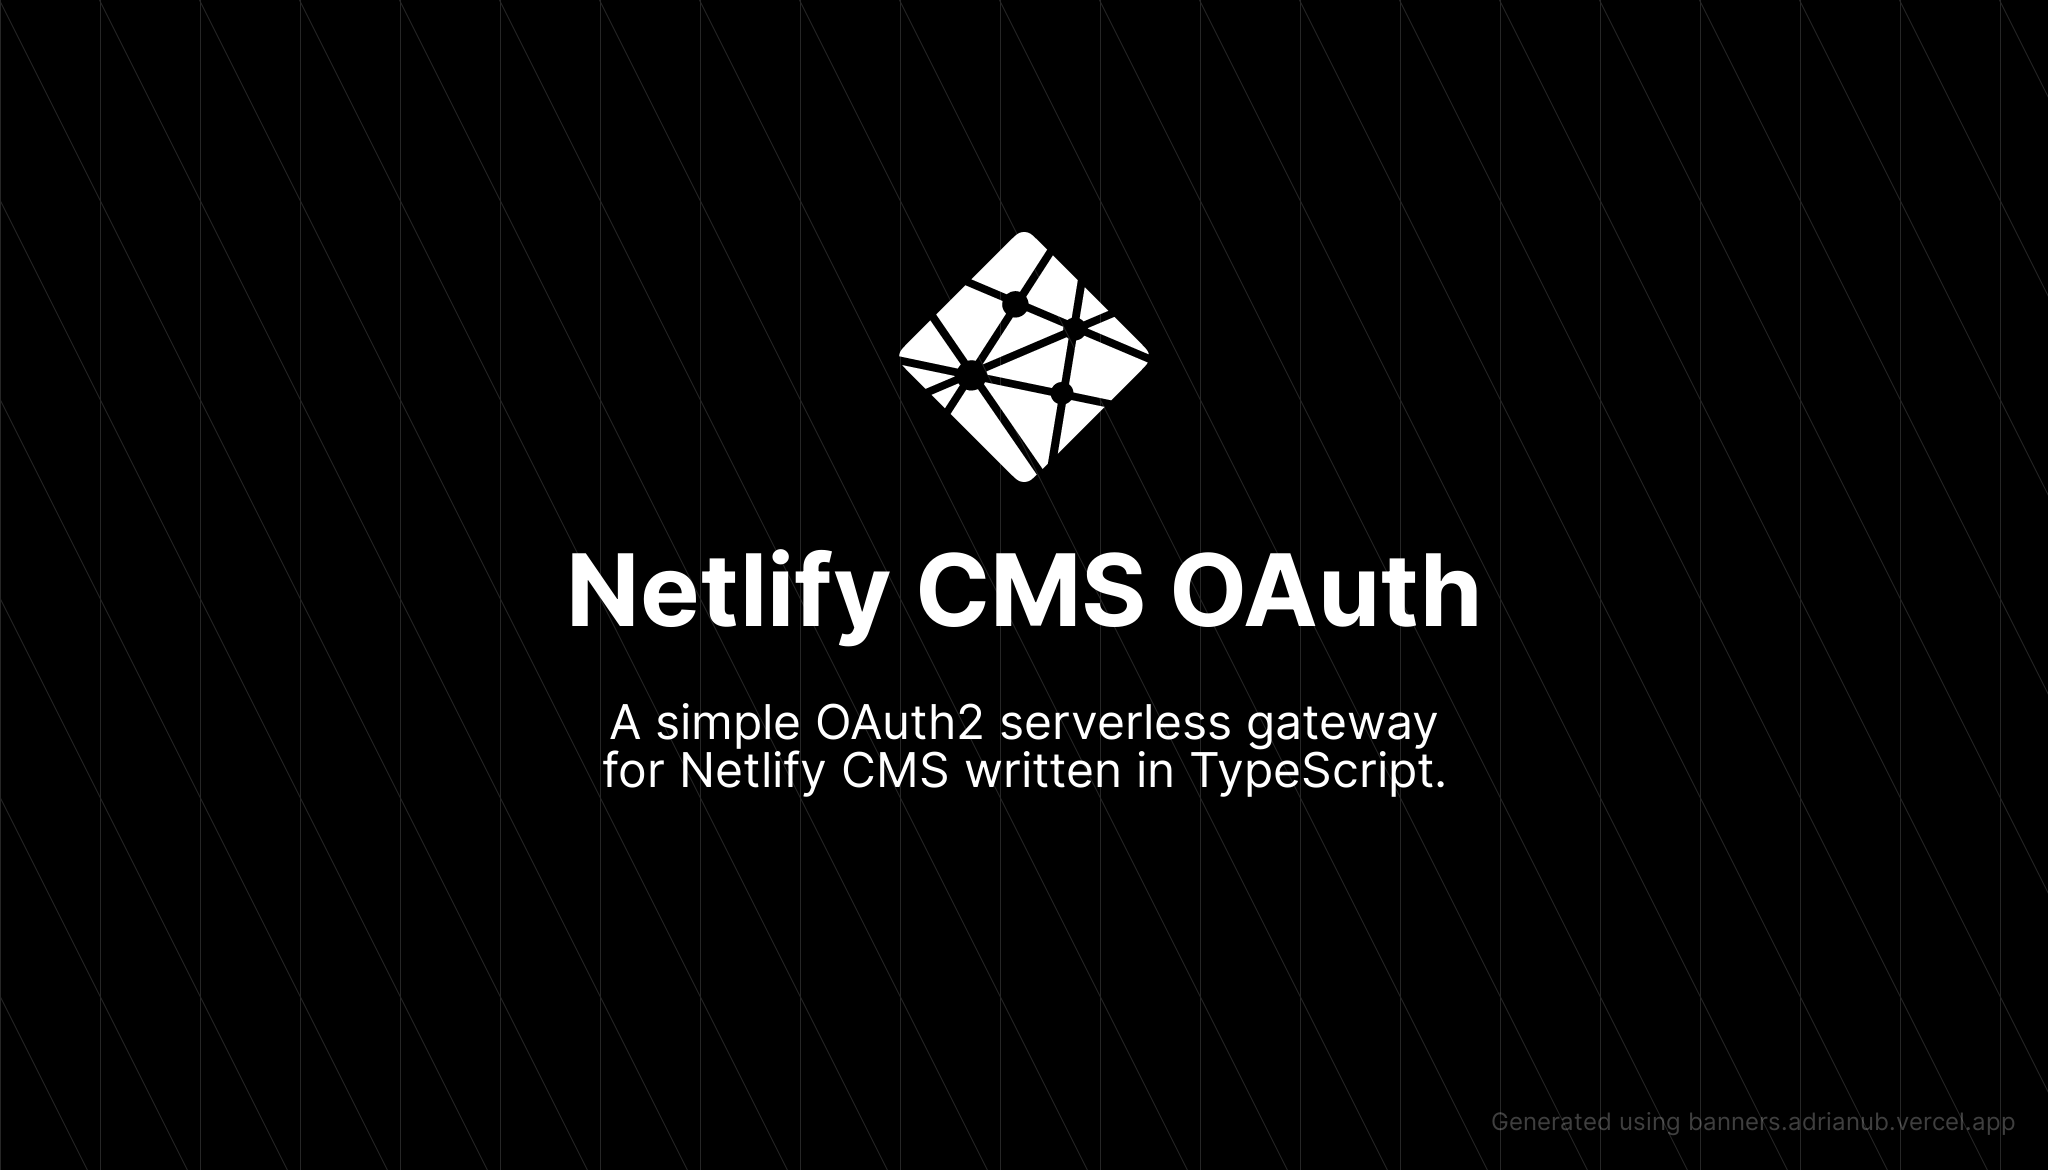 Netlify CMS OAuth
A simple OAuth2 serverless gateway
for Netlify CMS written in TypeScript.
Generated using banners.adrianub.vercel.app